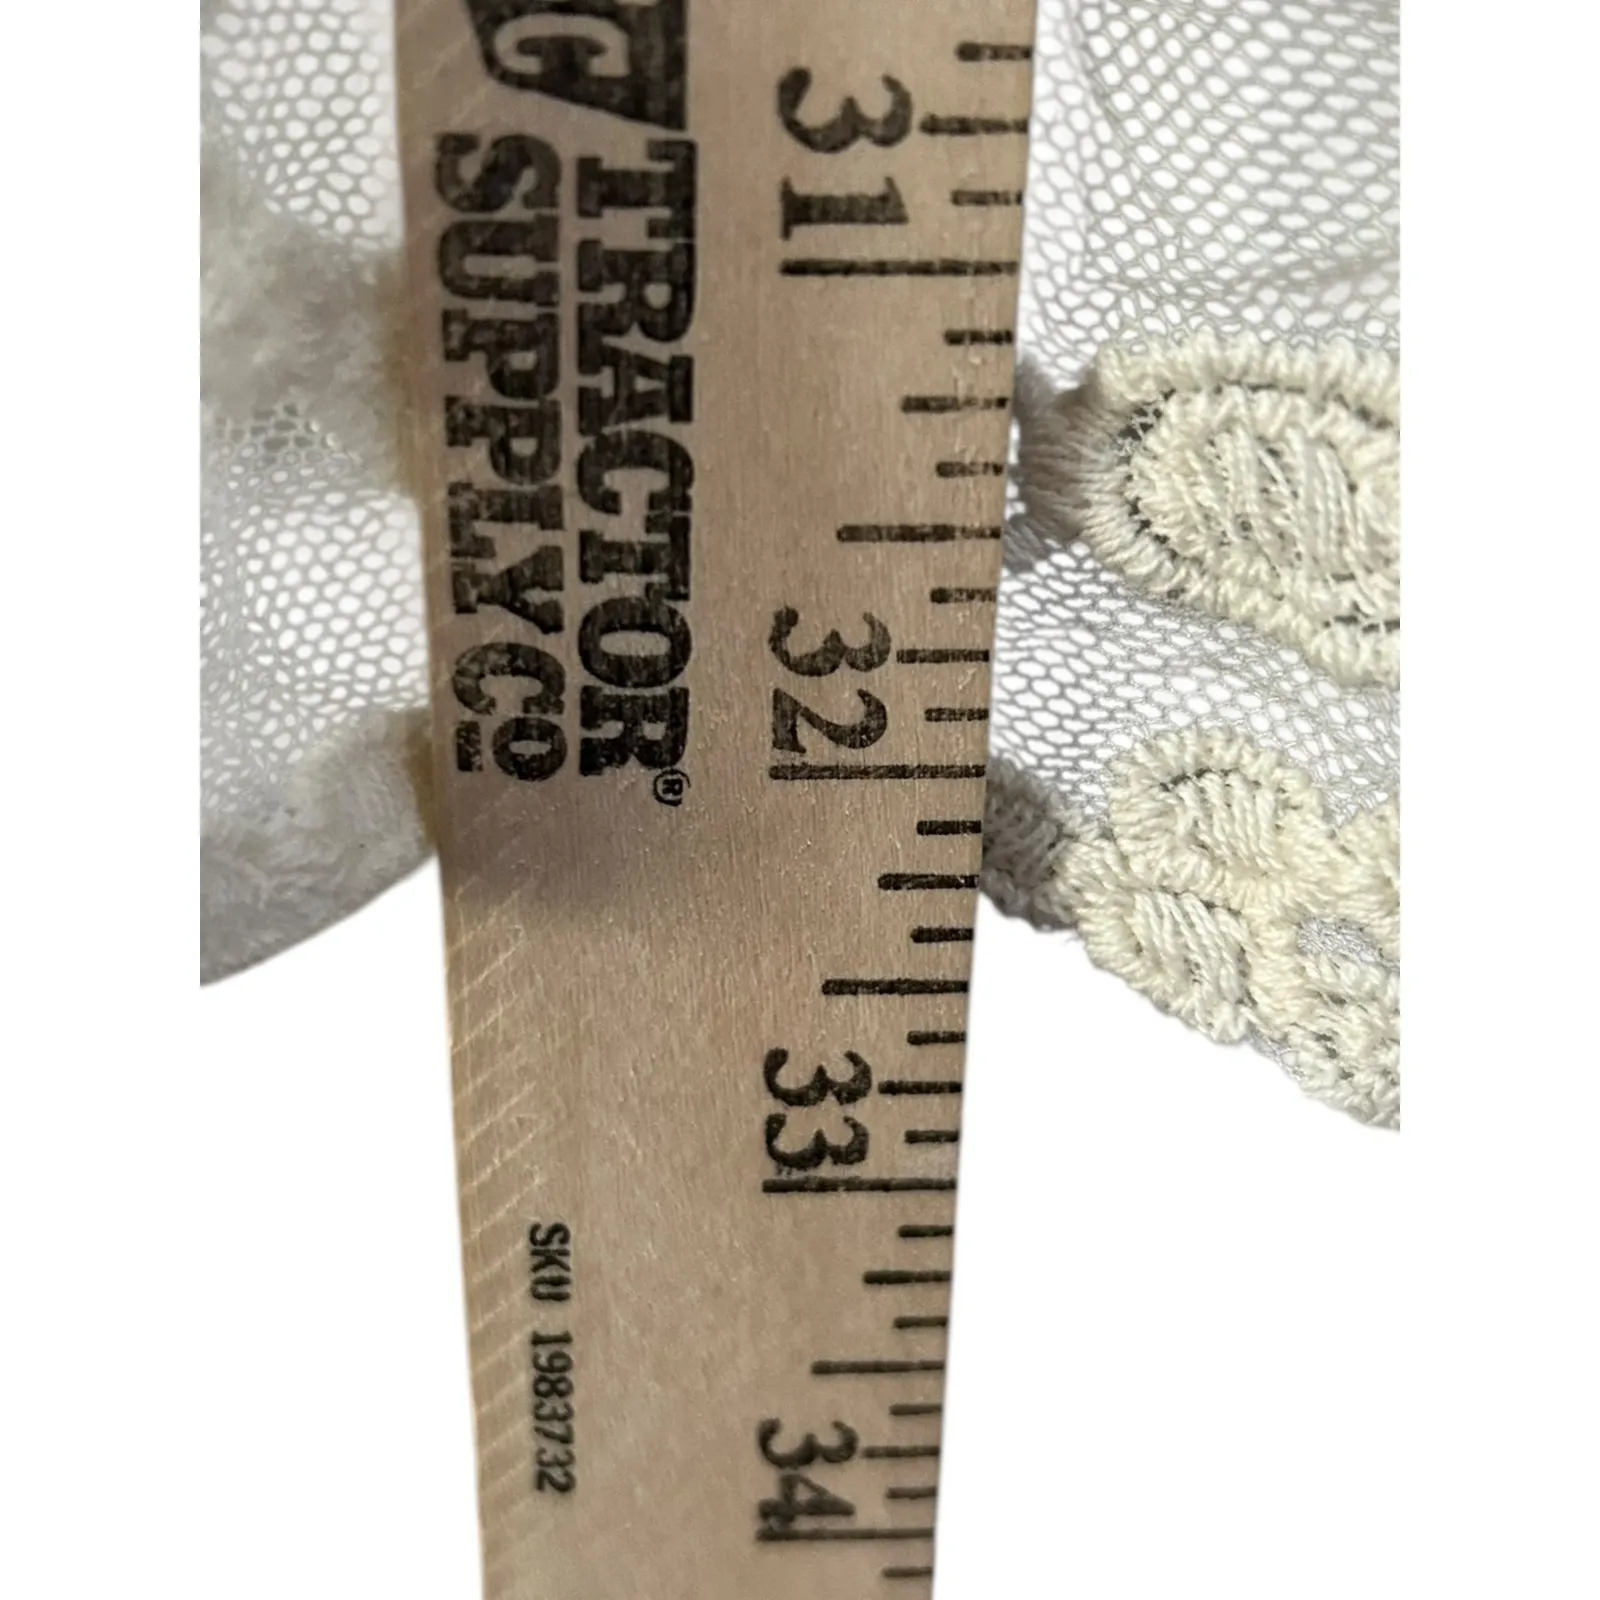 TRACTOR®
SUPPLY CO
31
32
33
34
SKU 1983732